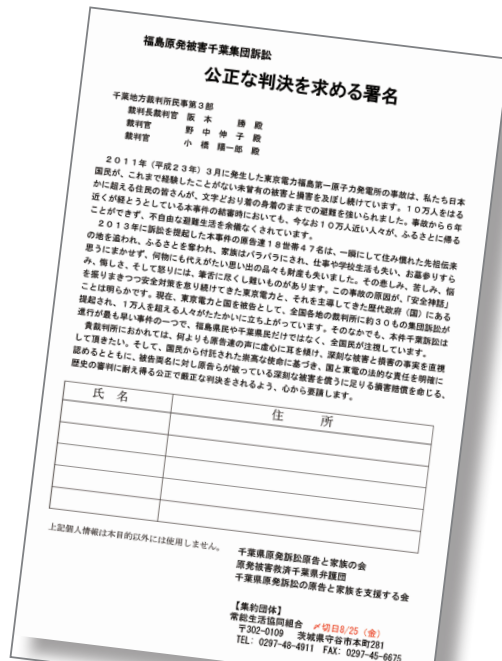 福島原発被害千葉集団訴訟
公正な判決を求める署名
千葉地方裁判所民事第3部
裁判長裁判官 阪 本 勝 殿
裁判官 野 中 伸 子 殿
裁判官 小 橋 陽一郎 殿
2011年(平成23年)3月に発生した東京電力福島第一原子力発電所の事故は、私たち日本
国民が、これまで経験したことがない未曾有の被害と損害を及ぼし続けています。10万人をはる
かに超える住民の皆さんが、文字どおり着の身着のままでの避難を強いられました。事故から6年
近くが経とうとしている本事件の結審時においても、今なお10万人近い人々が、ふるさとに帰る
ことができず、不自由な避難生活を余儀なくされています。
2013年に訴訟を提起した本事件の原告達18世帯47名は、一瞬にして住み慣れた先祖伝来
の地を追われ、ふるさとを奪われ、家族はバラバラにされ、仕事や学校生活も失い、お墓参りすら
思うにまかせず、何物にも代えがたい思い出の品々も財産も失いました。その悲しみ、苦しみ、悩
み、悔しさ、そして怒りには、筆舌に尽くし難いものがあります。この事故の原因が、「安全神話」
を振りまきつつ安全対策を怠り続けてきた東京電力と、それを主導してきた歴代政府(国)にある
ことは明らかです。現在、東京電力と国を被告として、全国各地の裁判所に約30もの集団訴訟が
提起され、1万人を超える人々がたたかいに立ち上がっています。そのなかでも、本件千葉訴訟は
進行が最も早い事件の一つで、福島県民や千葉県民だけではなく、全国民が注視しています。
貴裁判所におかれては、何よりも原告達の声に虚心に耳を傾け、深刻な被害と損害の事実を直視
して頂きたい。そして、国民から付託された崇高な使命に基づき、国と東電の法的な責任を明確に
認めるとともに、被告両名に対し原告らが被っている深刻な被害を償うに足りる損害賠償を命じる、
歴史の審判に耐え得る公正で厳正な判決をされるよう、心から要請します。
氏 名 住 所
上記個人情報は本目的以外には使用しません。
千葉県原発訴訟原告と家族の会
原発被害救済千葉県弁護団
千葉県原発訴訟の原告と家族を支援する会
【集約団体】
常総生活協同組合 〆切日8/25(金)
〒302-0109 茨城県守谷市本町281
TEL: 0297-48-4911 FAX: 0297-45-6675